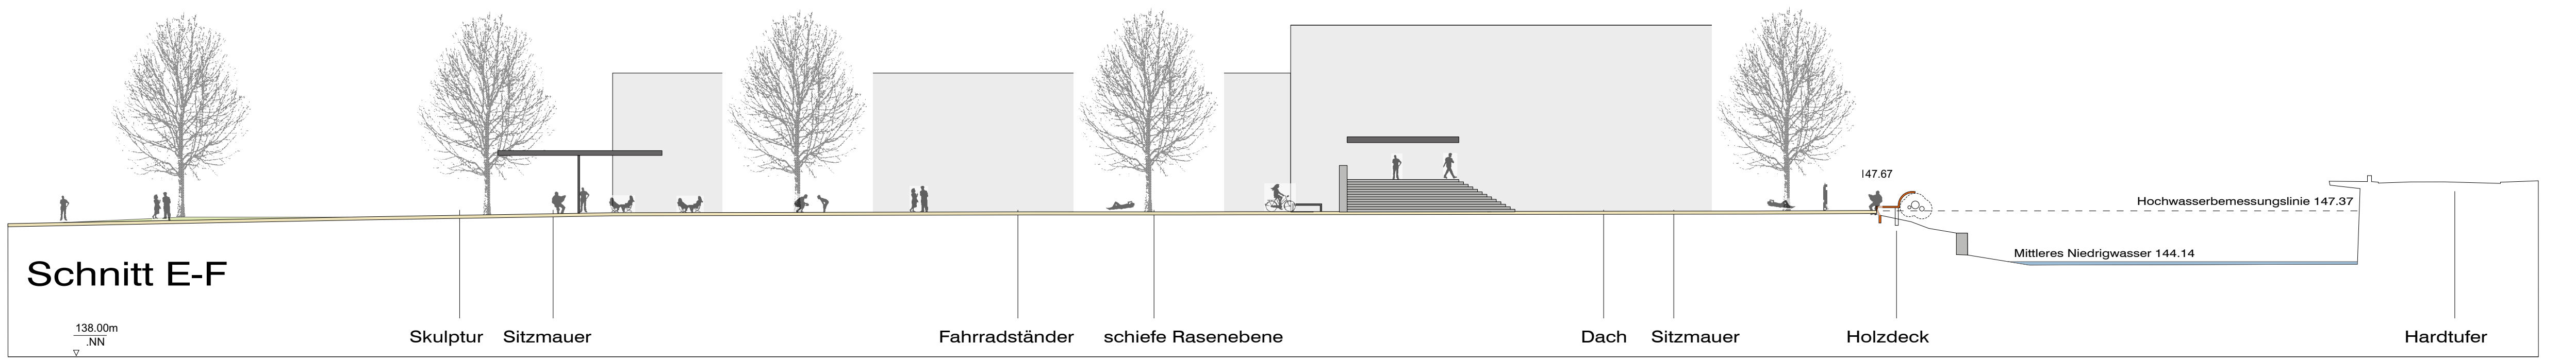 147.67
Hochwasserbemessungslinie 147.37
Mittleres Niedrigwasser 144.14
Schnitt E-F
138.00m
.NN
Skulptur Sitzmauer Fahrradständer schiefe Rasenebene Dach Sitzmauer Holzdeck Hardtufer